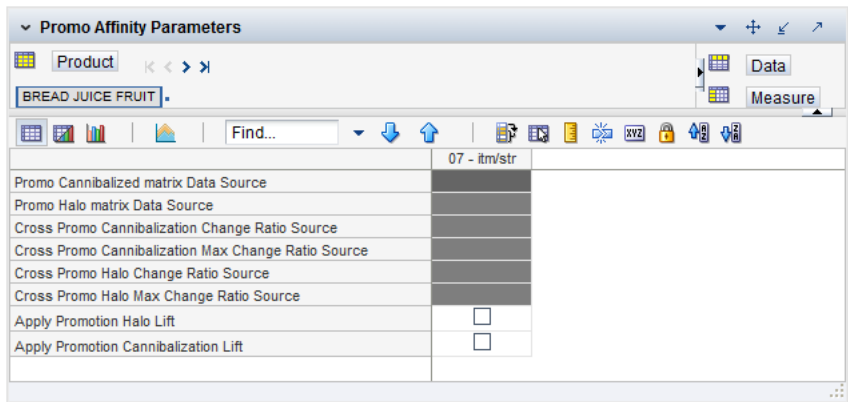 Promo Affinity Parameters
Product
Data
BREAD JUICE FRUIT
Measure
Find...
XYZ
07 - itm/str
Promo Cannibalized matrix Data Source
Promo Halo matrix Data Source
Cross Promo Cannibalization Change Ratio Source
Cross Promo Cannibalization Max Change Ratio Source
Cross Promo Halo Change Ratio Source
Cross Promo Halo Max Change Ratio Source
Apply Promotion Halo Lift
Apply Promotion Cannibalization Lift